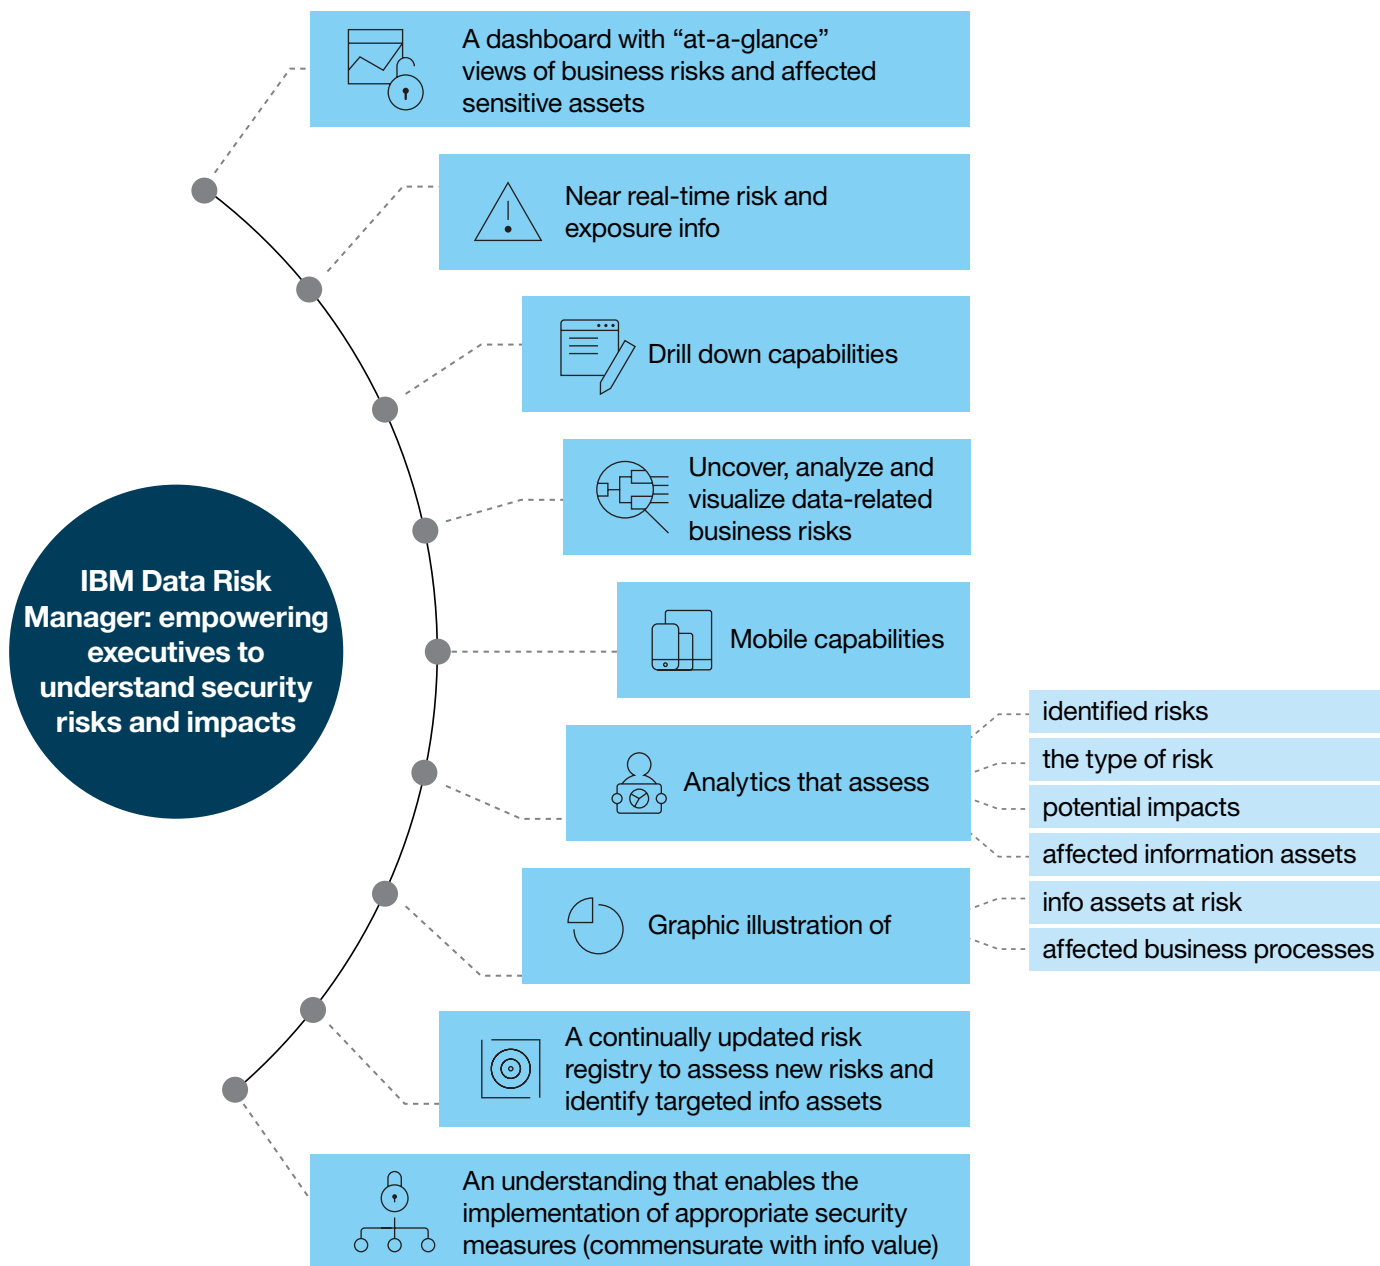 A dashboard with “at-a-glance”
views of business risks and affected
sensitive assets
Near real-time risk and
exposure info
Drill down capabilities
Uncover, analyze and
visualize data-related
business risks
IBM Data Risk
Manager: empowering
executives to
understand security
risks and impacts
Mobile capabilities
Analytics that assess
identified risks
the type of risk
potential impacts
affected information assets
Graphic illustration of
info assets at risk
affected business processes
A continually updated risk
registry to assess new risks and
identify targeted info assets
An understanding that enables the
implementation of appropriate security
measures (commensurate with info value)